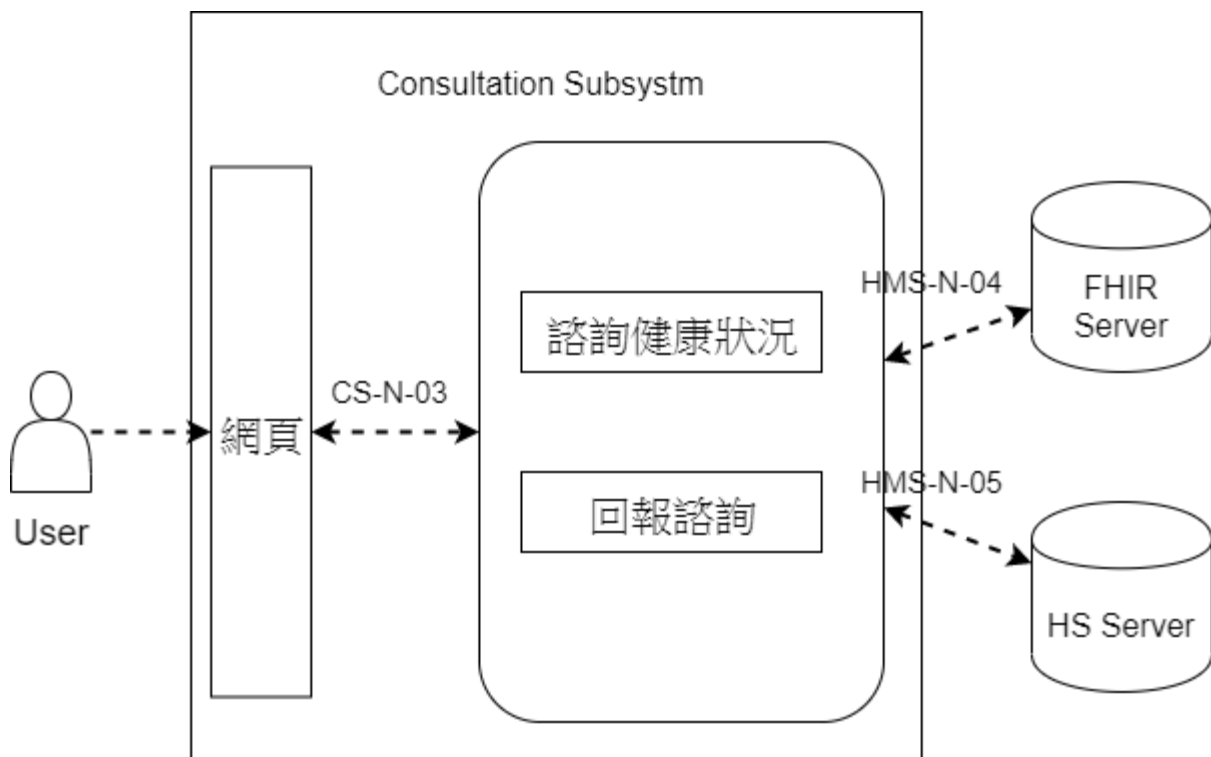 Consultation Subsystm
HMS-N-04
FHIR
Server
諮詢健康狀況
CS-N-03
網頁
User
HMS-N-05
回報諮詢
HS Server